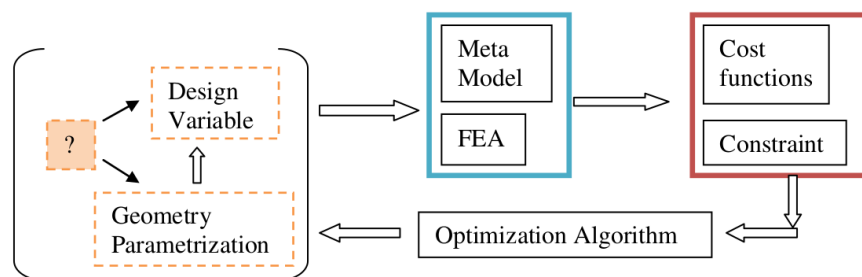 ?
Design
Variable
Geometry
Parametrization
Meta
Model
FEA
Cost
functions
Constraint
Optimization Algorithm